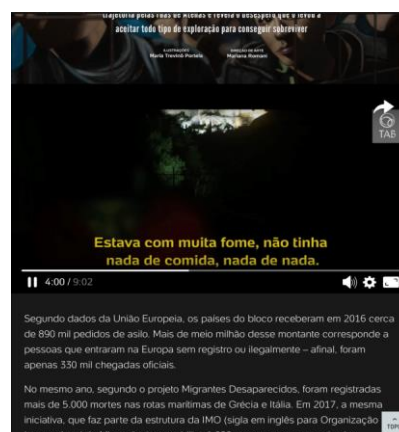 trajetória pelas ruas de Atenas e revela o desespero que o levou a
aceitar todo tipo de exploração para conseguir sobreviver
ILUSTRAÇÕES
Maria Trevino Portela
DIREÇÃO DE ARTE
Mariana Romani
TAB
Estava com muita fome, não tinha
nada de comida, nada de nada.
4:00 / 9:02
Segundo dados da União Europeia, os países do bloco receberam em 2016 cerca
de 890 mil pedidos de asilo. Mais de meio milhão desse montante corresponde a
pessoas que entraram na Europa sem registro ou ilegalmente – afinal, foram
apenas 330 mil chegadas oficiais.
No mesmo ano, segundo o projeto Migrantes Desaparecidos, foram registradas
mais de 5.000 mortes nas rotas marítimas de Grécia e Itália. Em 2017, a mesma
iniciativa, que faz parte da estrutura da IMO (sigla em inglês para Organização
TOPO